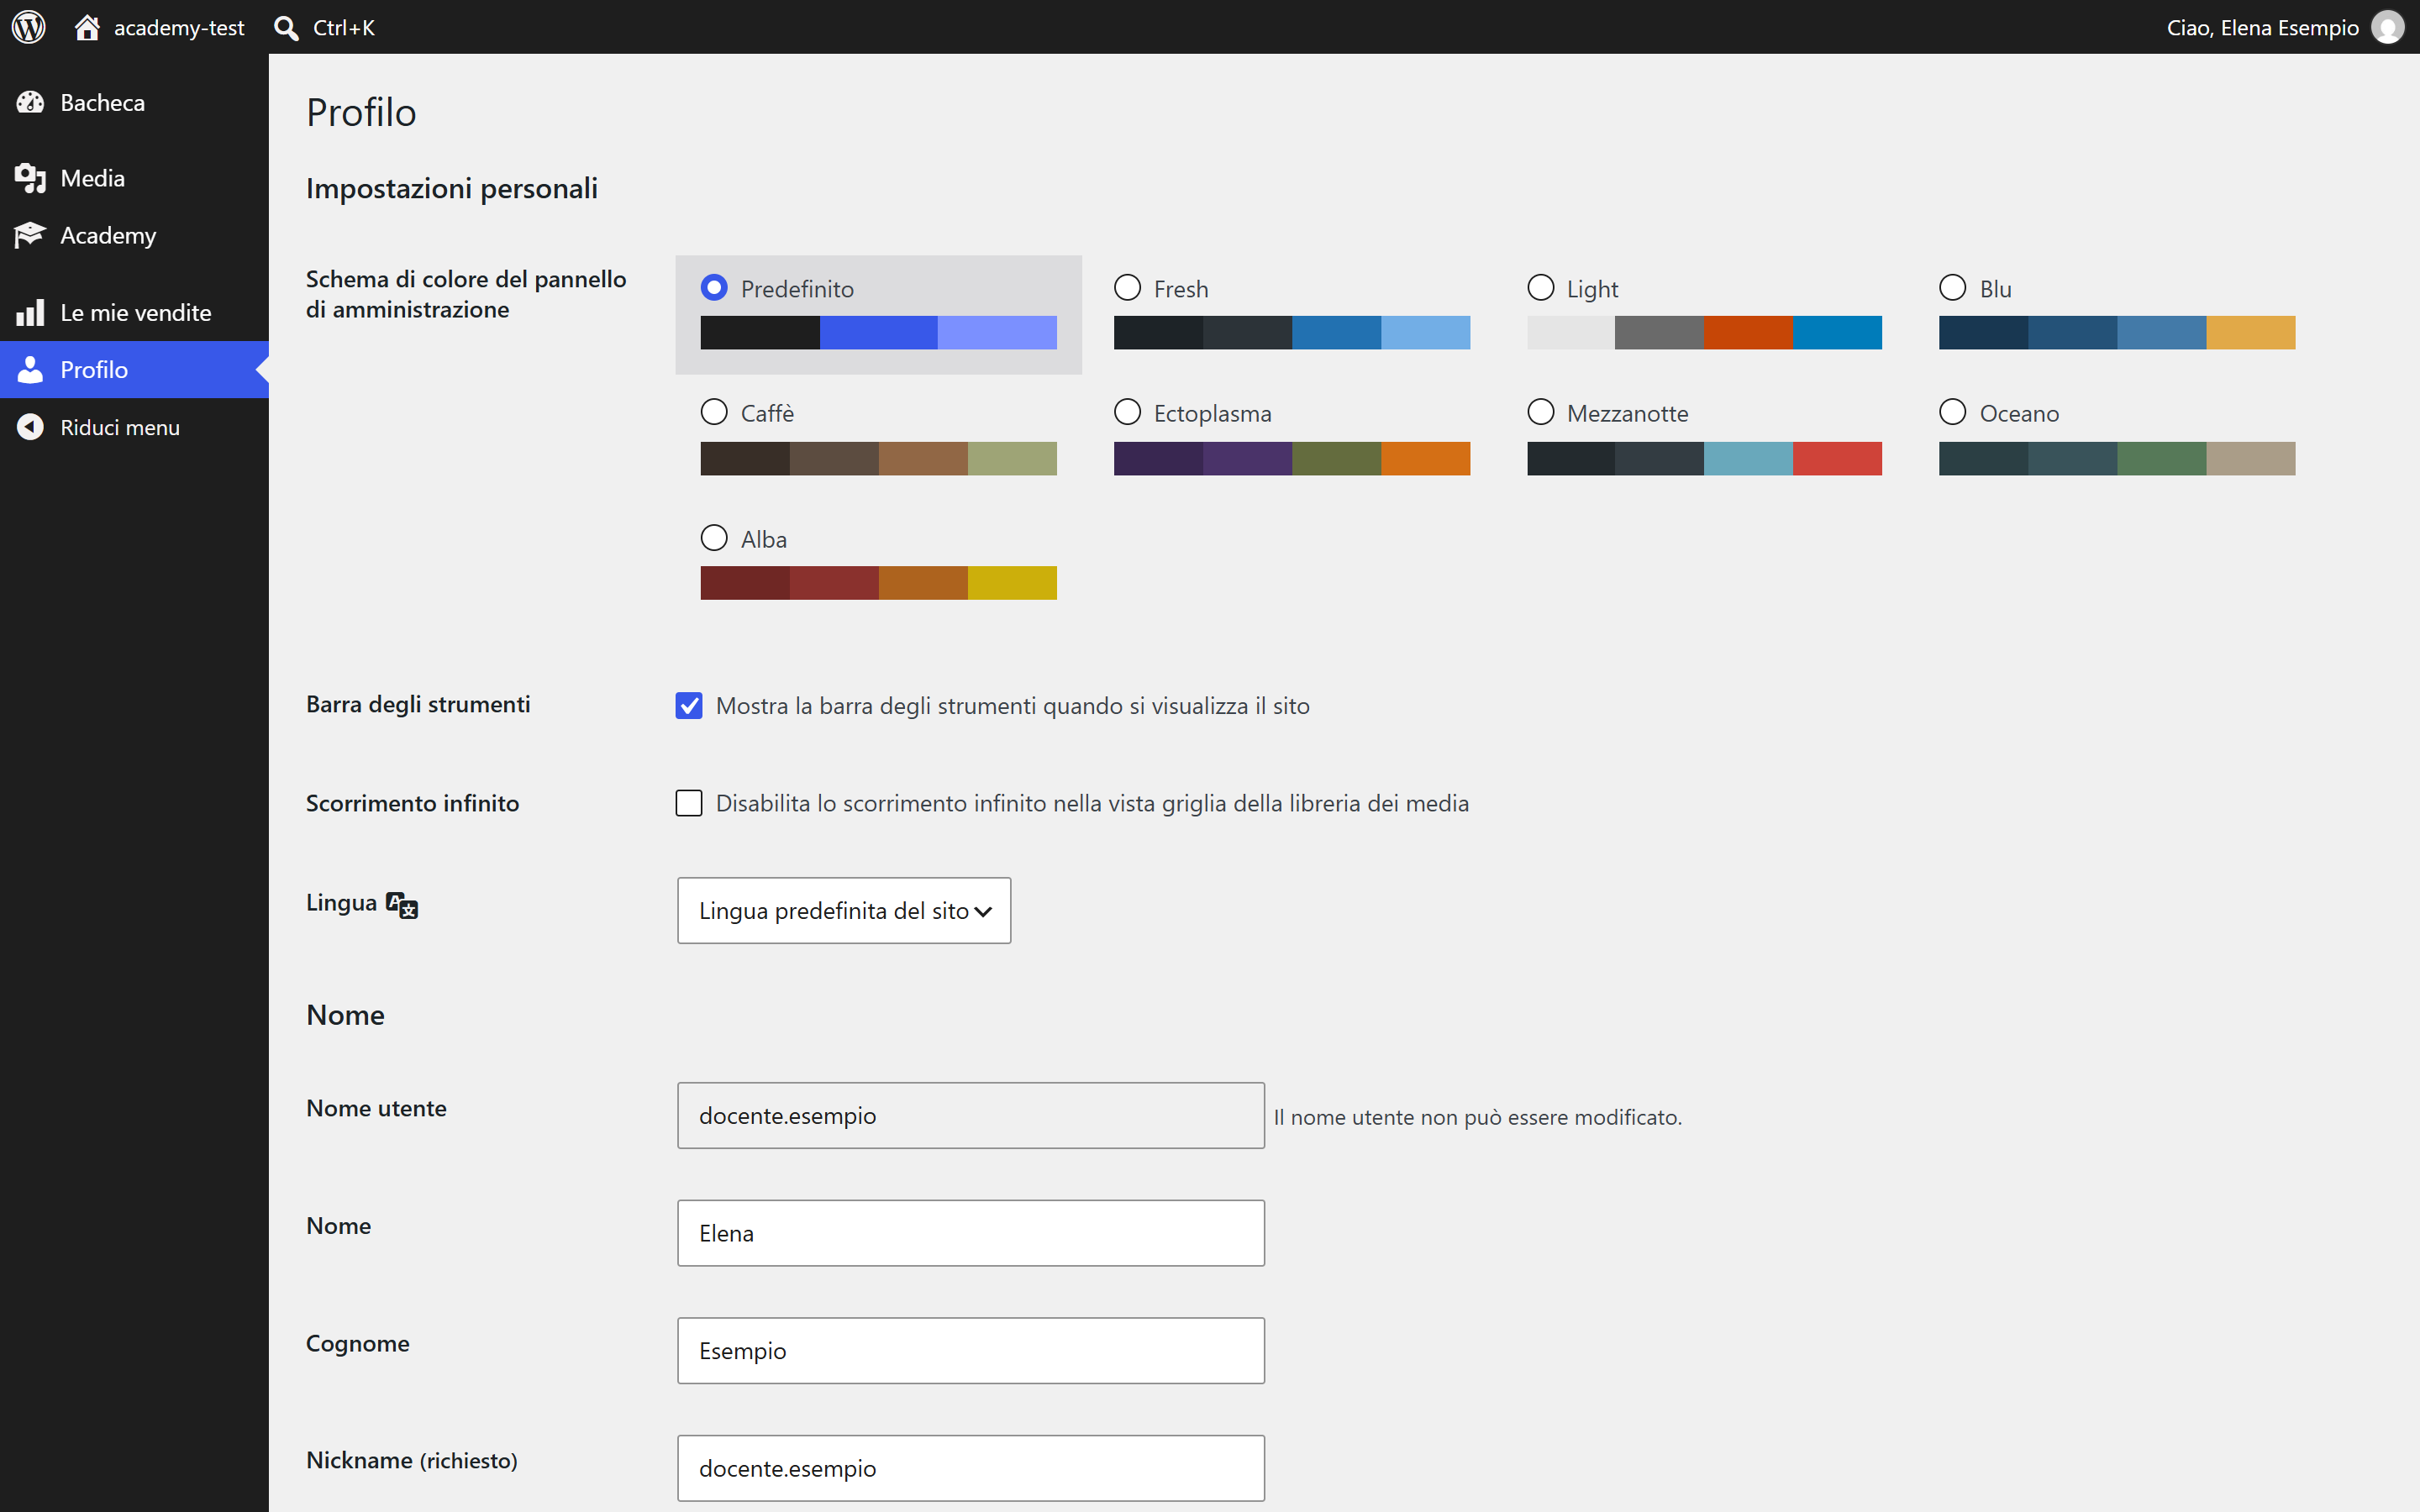 academy-test
Ctrl+K
Ciao, Elena Esempio
Bacheca
Media
Academy
Le mie vendite
Profilo
Riduci menu
Profilo
Impostazioni personali
Schema di colore del pannello
di amministrazione
Predefinito
Fresh
Light
Blu
Caffè
Ectoplasma
Mezzanotte
Oceano
Alba
Barra degli strumenti
Mostra la barra degli strumenti quando si visualizza il sito
Scorrimento infinito
Disabilita lo scorrimento infinito nella vista griglia della libreria dei media
Lingua
Lingua predefinita del sito
Nome
Nome utente
docente.esempio
Il nome utente non può essere modificato.
Nome
Elena
Cognome
Esempio
Nickname (richiesto)
docente.esempio